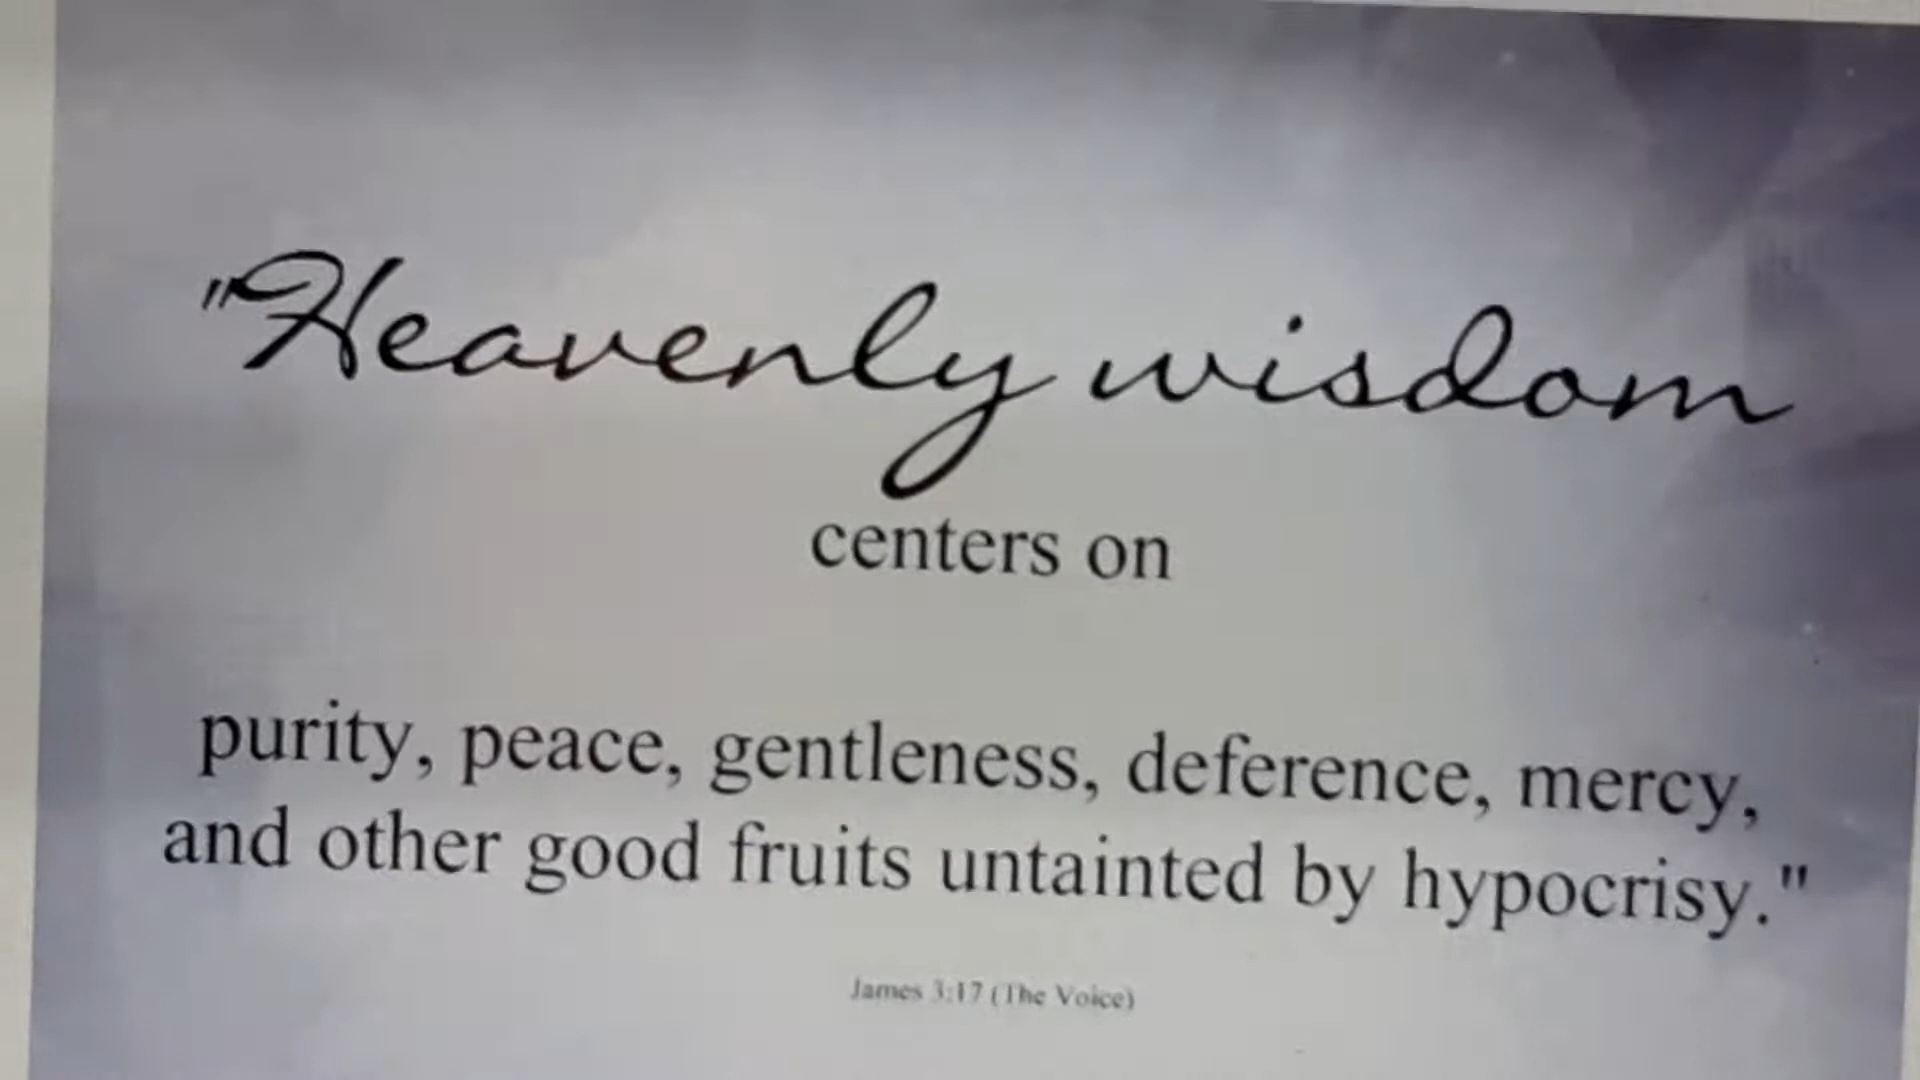 "Heavenly wisdom
centers on
purity, peace, gentleness, deference, mercy,
and other good fruits untainted by hypocrisy."
James 3:17 (The Voice)